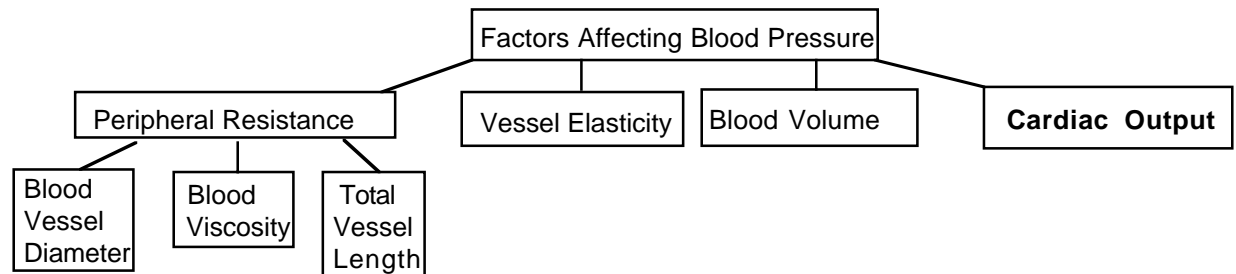 Factors Affecting Blood Pressure
Peripheral Resistance
Vessel Elasticity
Blood Volume
Cardiac Output
Blood
Vessel
Diameter
Blood
Viscosity
Total
Vessel
Length